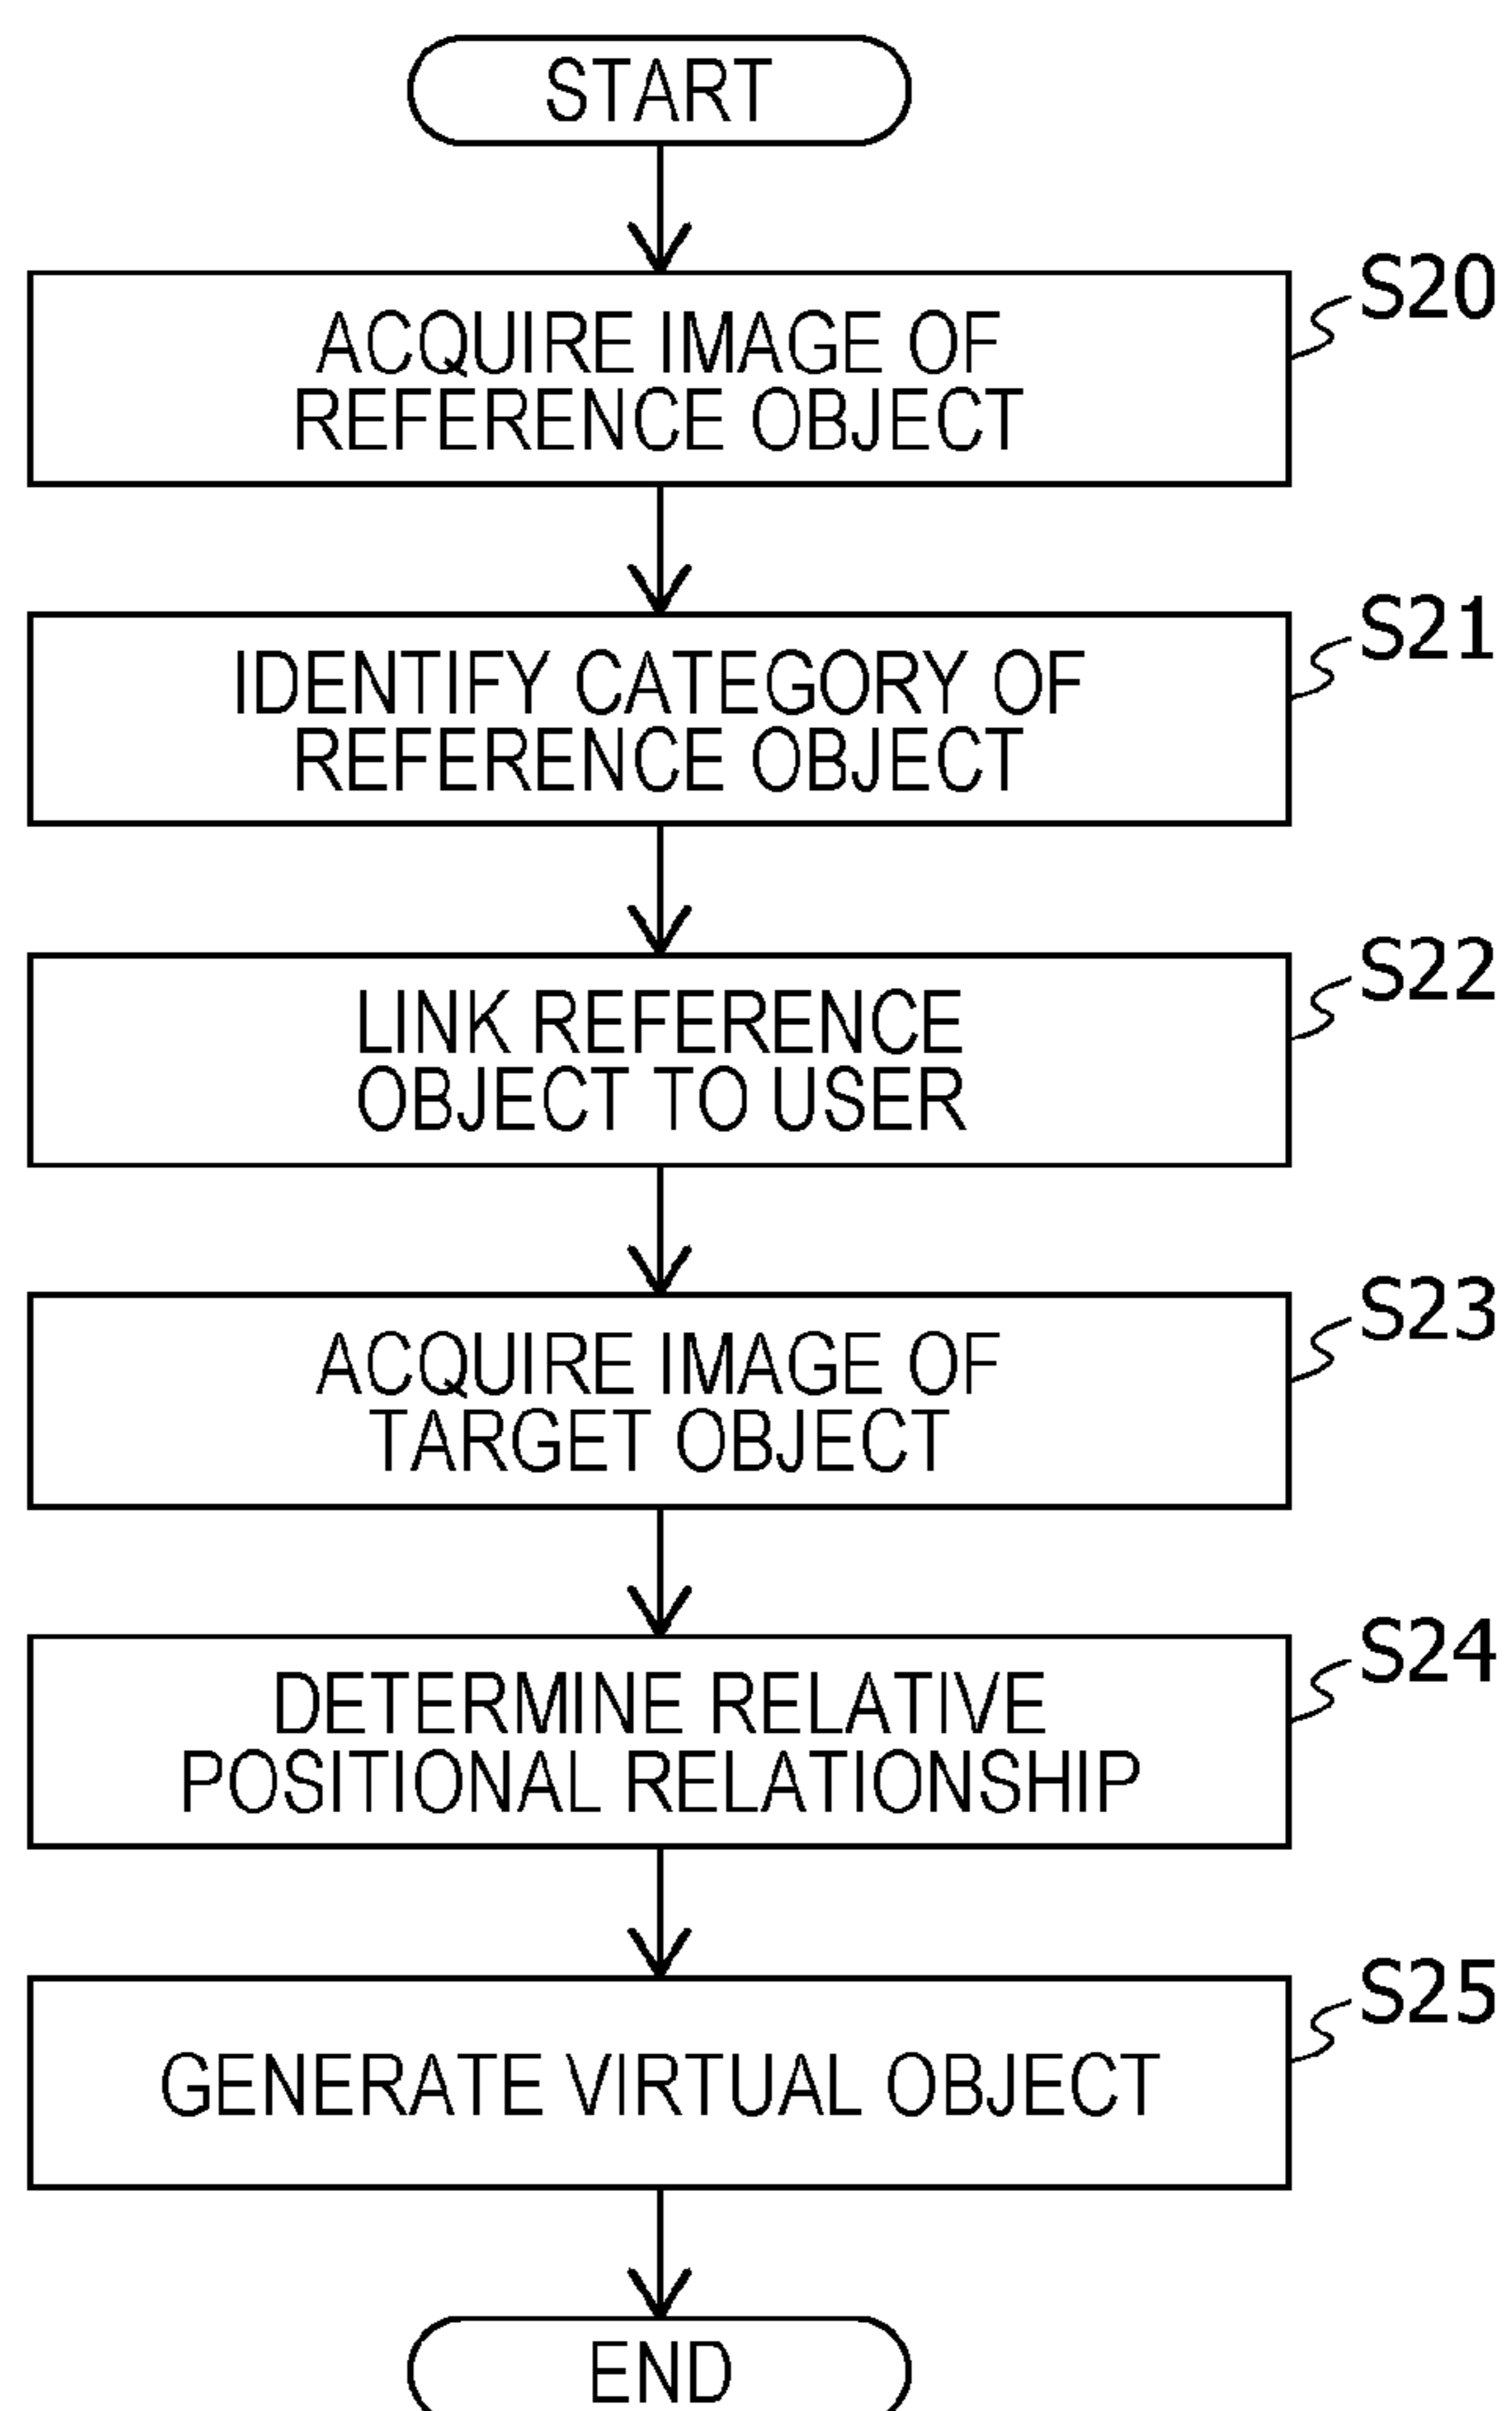 START
S20
ACQUIRE IMAGE OF
REFERENCE OBJECT
S21
IDENTIFY CATEGORY OF
REFERENCE OBJECT
S22
LINK REFERENCE
OBJECT TO USER
S23
ACQUIRE IMAGE OF
TARGET OBJECT
S24
DETERMINE RELATIVE
POSITIONAL RELATIONSHIP
S25
GENERATE VIRTUAL OBJECT
END